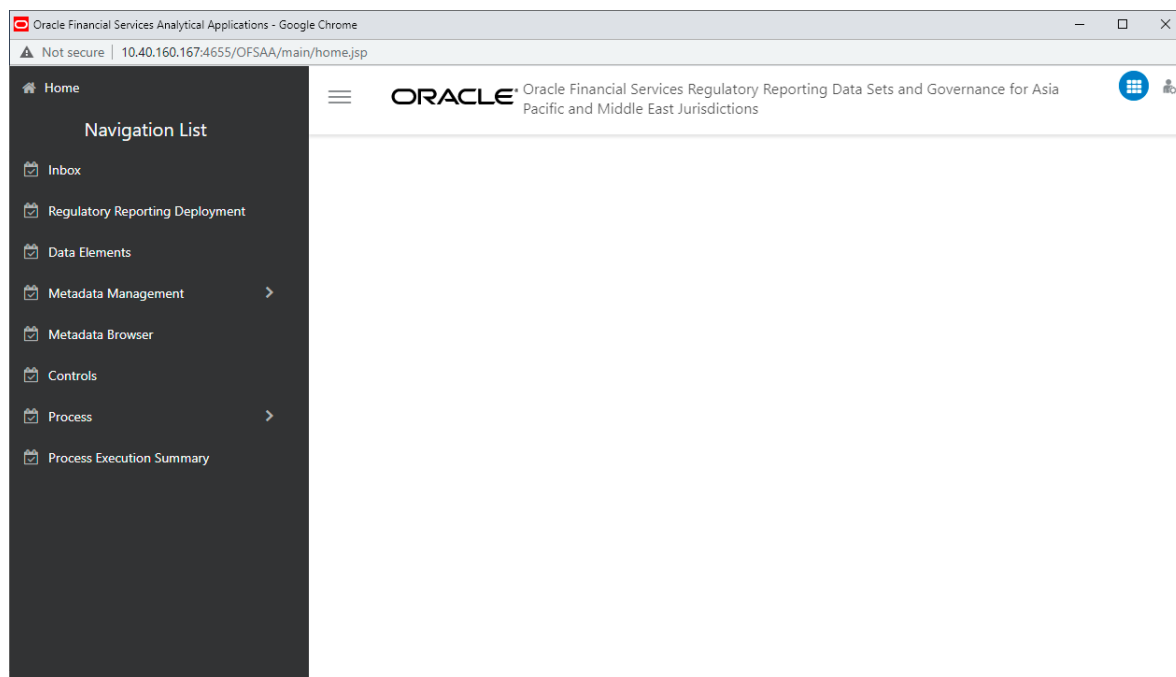 Oracle Financial Services Analytical Applications - Google Chrome
Not secure | 10.40.160.167:4655/OFSAA/main/home.jsp
Home
Navigation List
Inbox
Regulatory Reporting Deployment
Data Elements
Metadata Management
Metadata Browser
Controls
Process
Process Execution Summary
ORACLE® Oracle Financial Services Regulatory Reporting Data Sets and Governance for Asia
Pacific and Middle East Jurisdictions